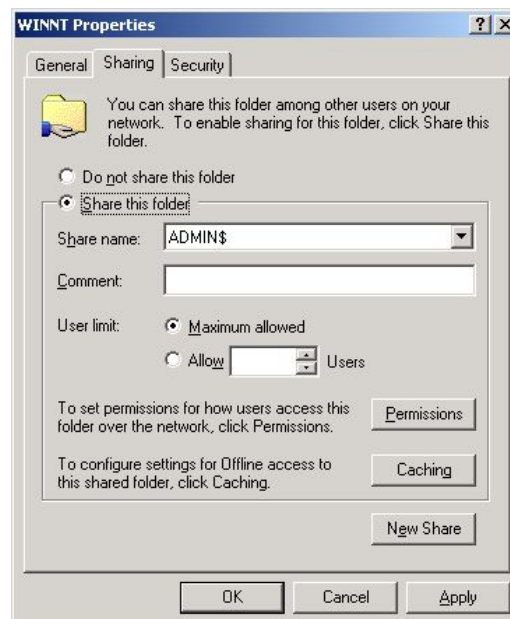 WINNT Properties
General Sharing Security
You can share this folder among other users on your
network. To enable sharing for this folder, click Share this
folder.
Do not share this folder
Share this folder
Share name: ADMIN$
Comment:
User limit: Maximum allowed
Allow Users
To set permissions for how users access this
folder over the network, click Permissions.
Permissions
To configure settings for Offline access to
this shared folder, click Caching.
Caching
New Share
OK Cancel Apply